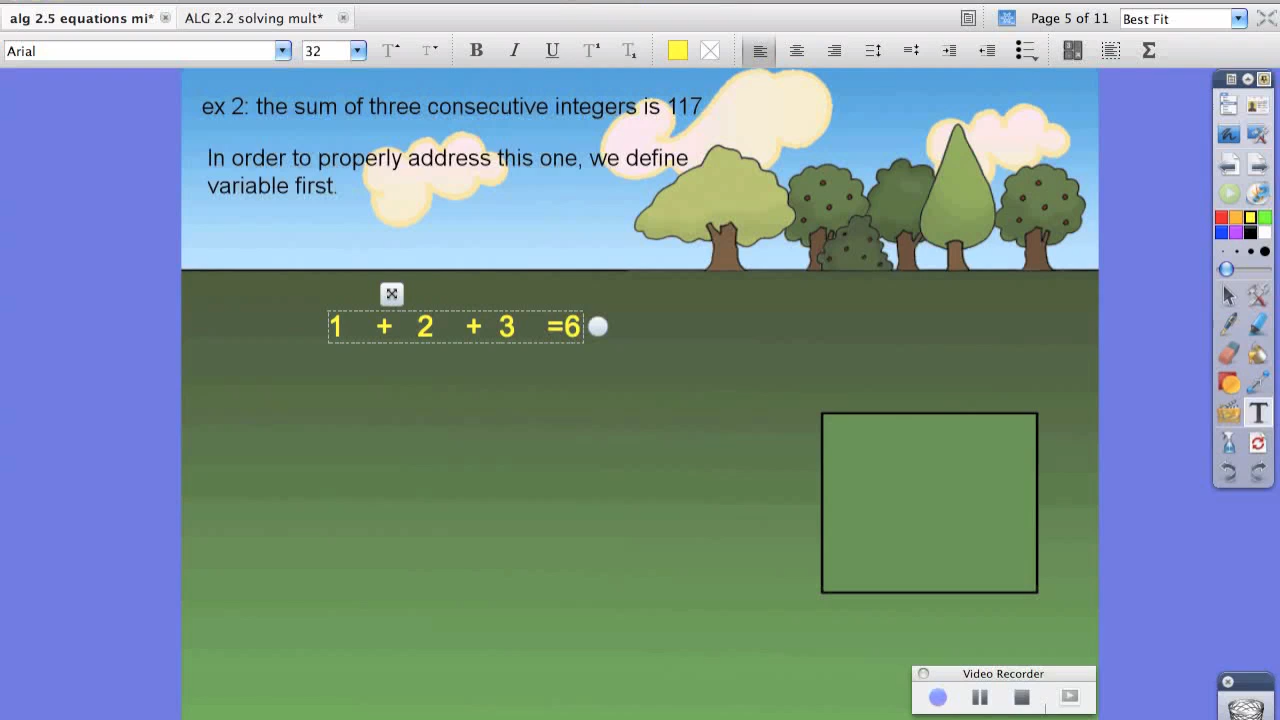 alg 2.5 equations mi*
ALG 2.2 solving mult*
Page 5 of 11
Best Fit
Arial
32
T
T
B
I
U
T¹
T₁
Σ
ex 2: the sum of three consecutive integers is 117
In order to properly address this one, we define
variable first.
1 + 2 + 3 =6
T
Video Recorder